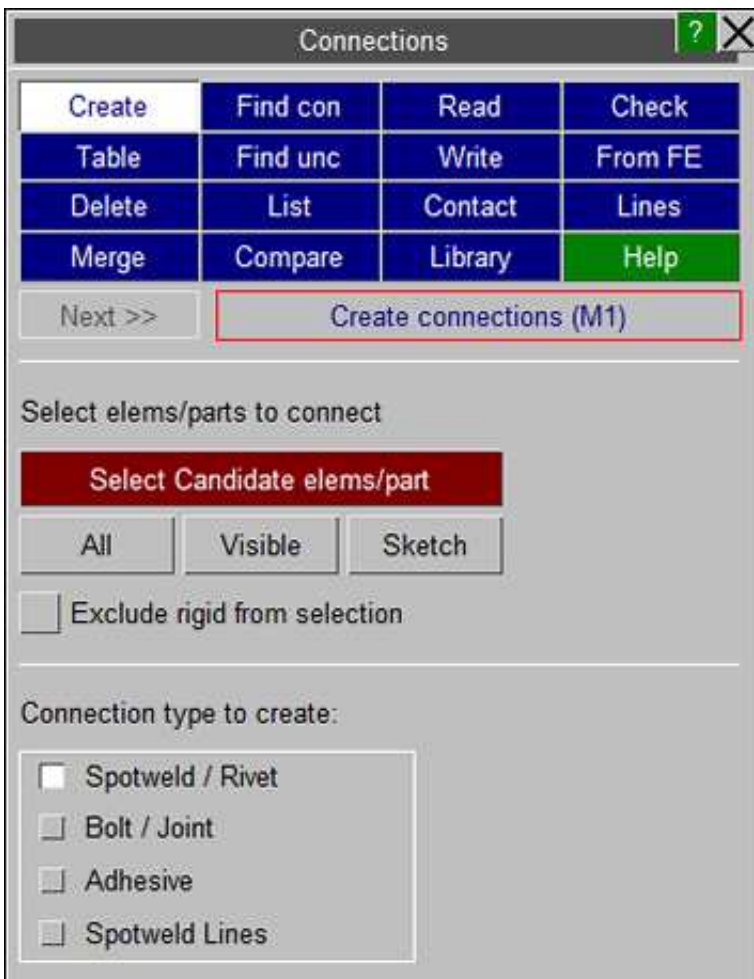 Connections ? X
Create Find con Read Check
Table Find unc Write From FE
Delete List Contact Lines
Merge Compare Library Help
Next >> Create connections (M1)
Select elems/parts to connect
Select Candidate elems/part
All Visible Sketch
Exclude rigid from selection
Connection type to create:
Spotweld / Rivet
Bolt / Joint
Adhesive
Spotweld Lines